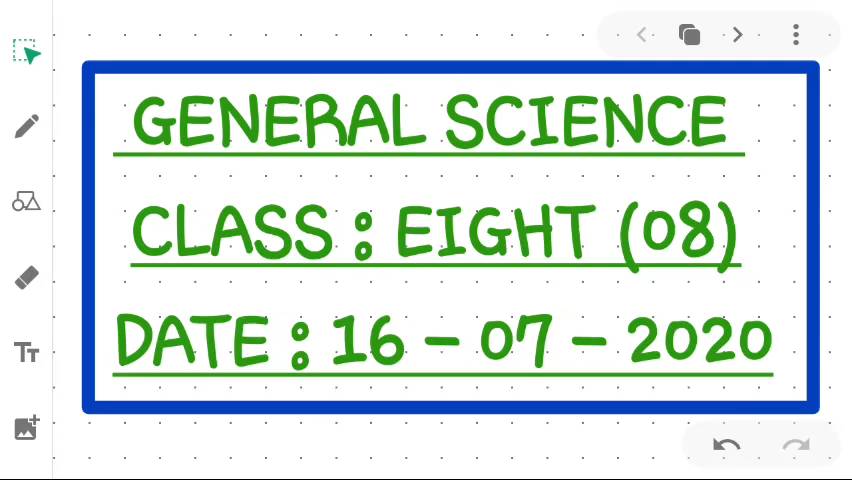 GENERAL SCIENCE
CLASS : EIGHT (08)
DATE : 16 - 07 - 2020